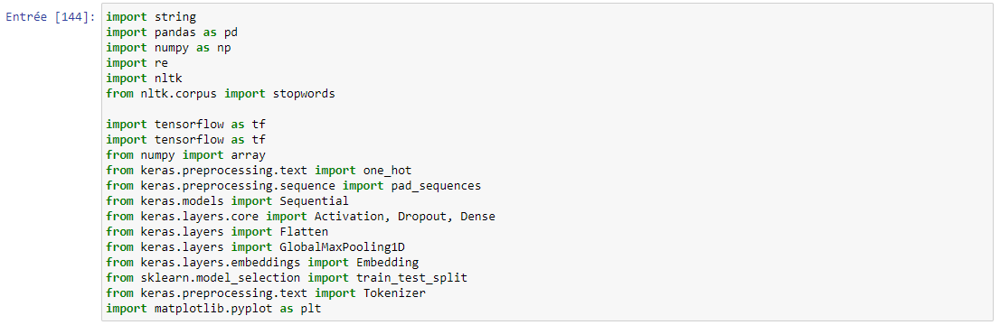 Entrée [144]:
import string
import pandas as pd
import numpy as np
import re
import nltk
from nltk.corpus import stopwords
import tensorflow as tf
import tensorflow as tf
from numpy import array
from keras.preprocessing.text import one_hot
from keras.preprocessing.sequence import pad_sequences
from keras.models import Sequential
from keras.layers.core import Activation, Dropout, Dense
from keras.layers import Flatten
from keras.layers import GlobalMaxPooling1D
from keras.layers.embeddings import Embedding
from sklearn.model_selection import train_test_split
from keras.preprocessing.text import Tokenizer
import matplotlib.pyplot as plt